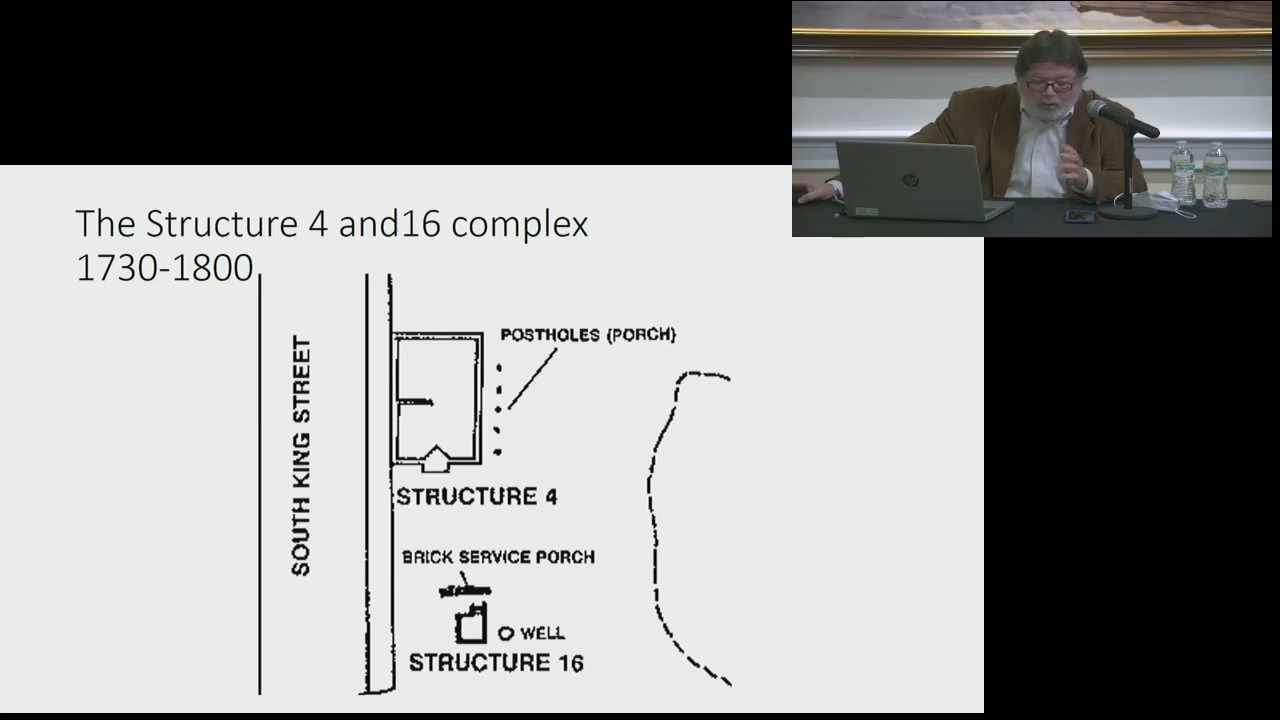 The Structure 4 and16 complex
1730-1800
SOUTH KING STREET
POSTHOLES (PORCH)
STRUCTURE 4
BRICK SERVICE PORCH
WELL
STRUCTURE 16
hp